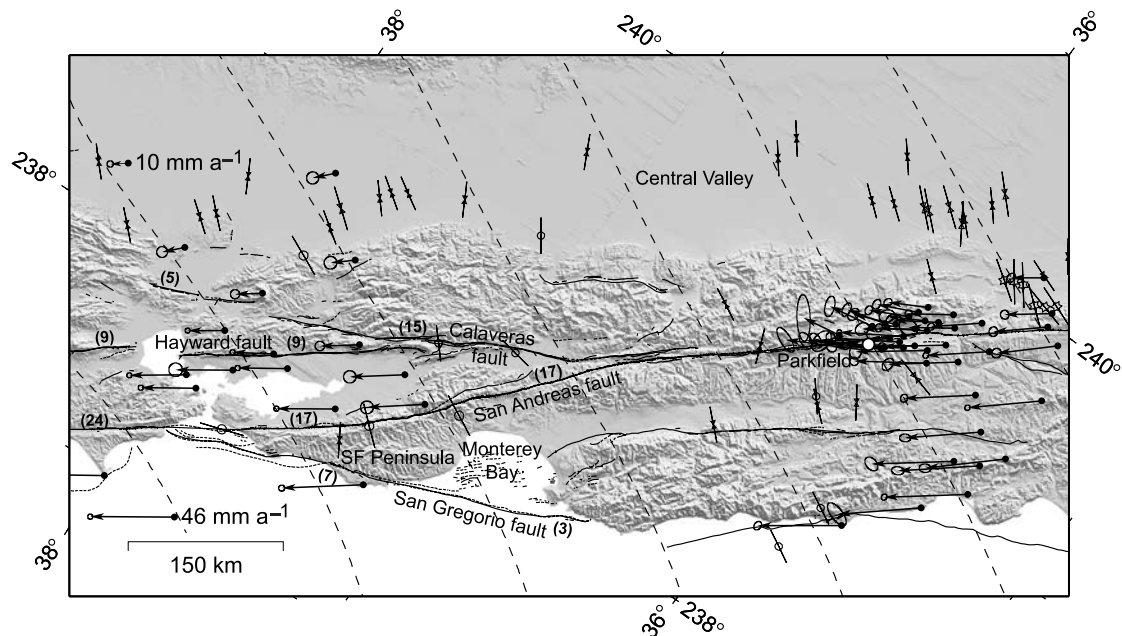 38°
240°
36°
238°
10 mm a⁻¹
Central Valley
(5)
(15)
Calaveras
fault
(9)
Hayward fault
(9)
Parkfield
240°
(17)
San Andreas fault
(24)
(17)
SF Peninsula
Monterey
Bay
(7)
San Gregorio fault
(3)
46 mm a⁻¹
38°
150 km
36°
238°